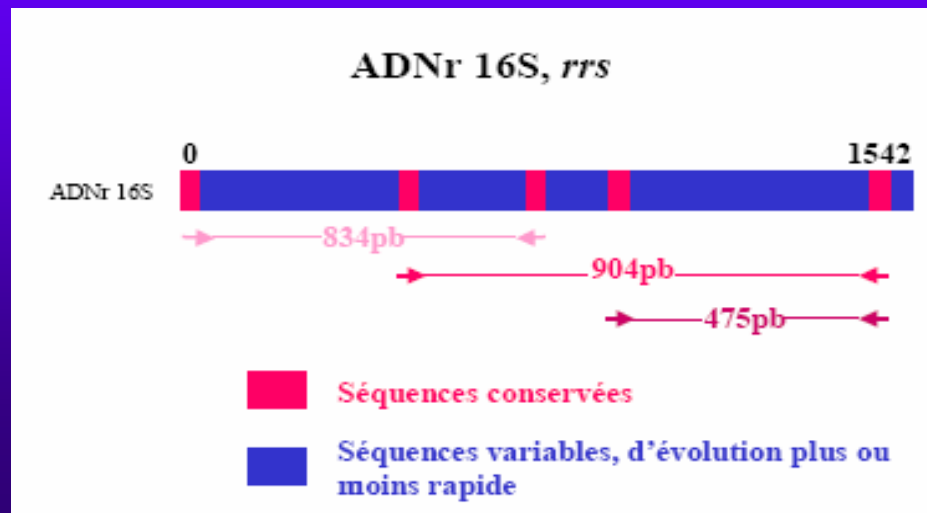 ADNr 16S, rrs
0 1542
ADNr 16S
834pb
904pb
475pb
Séquences conservées
Séquences variables, d'évolution plus ou
moins rapide